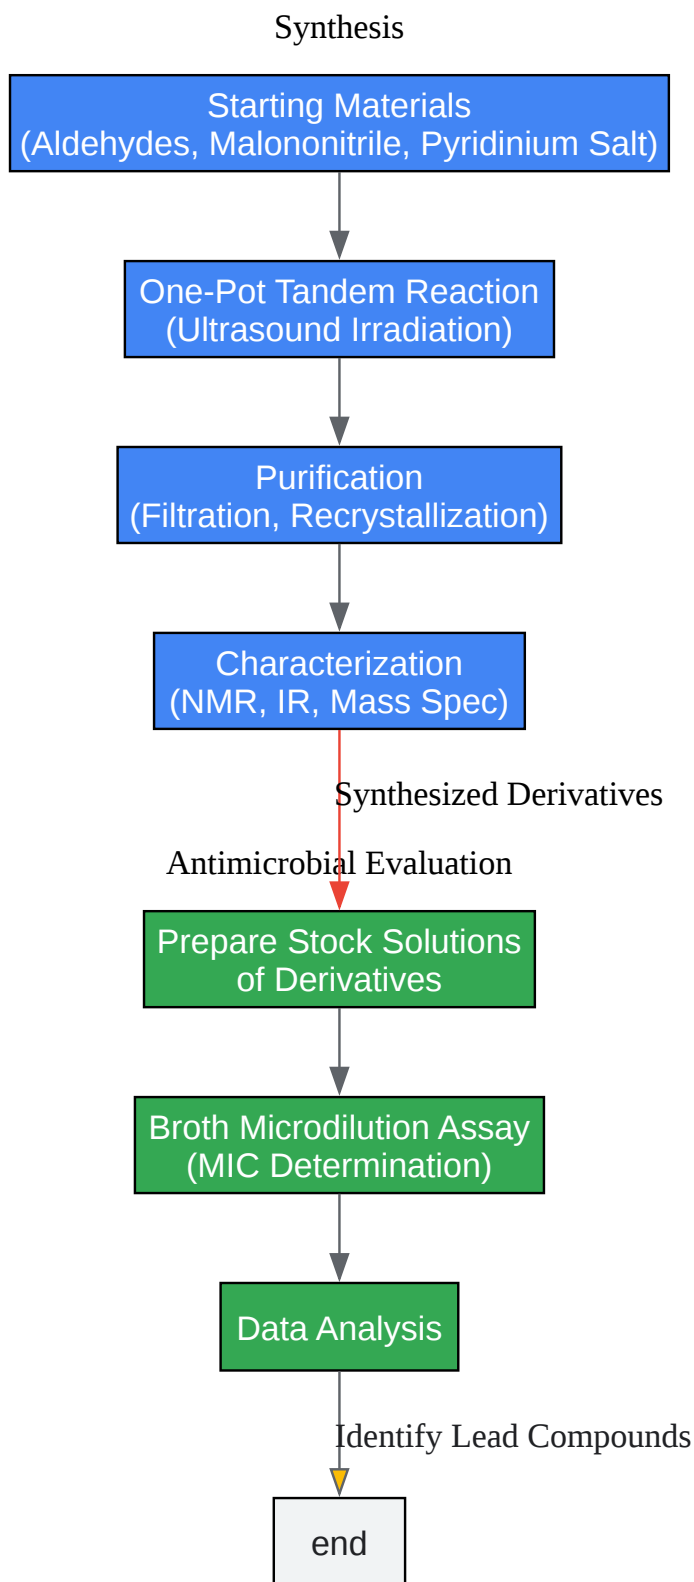 Synthesis
Starting Materials
(Aldehydes, Malononitrile, Pyridinium Salt)
One-Pot Tandem Reaction
(Ultrasound Irradiation)
Purification
(Filtration, Recrystallization)
Characterization
(NMR, IR, Mass Spec)
Synthesized Derivatives
Antimicrobial Evaluation
Prepare Stock Solutions
of Derivatives
Broth Microdilution Assay
(MIC Determination)
Data Analysis
Identify Lead Compounds
end